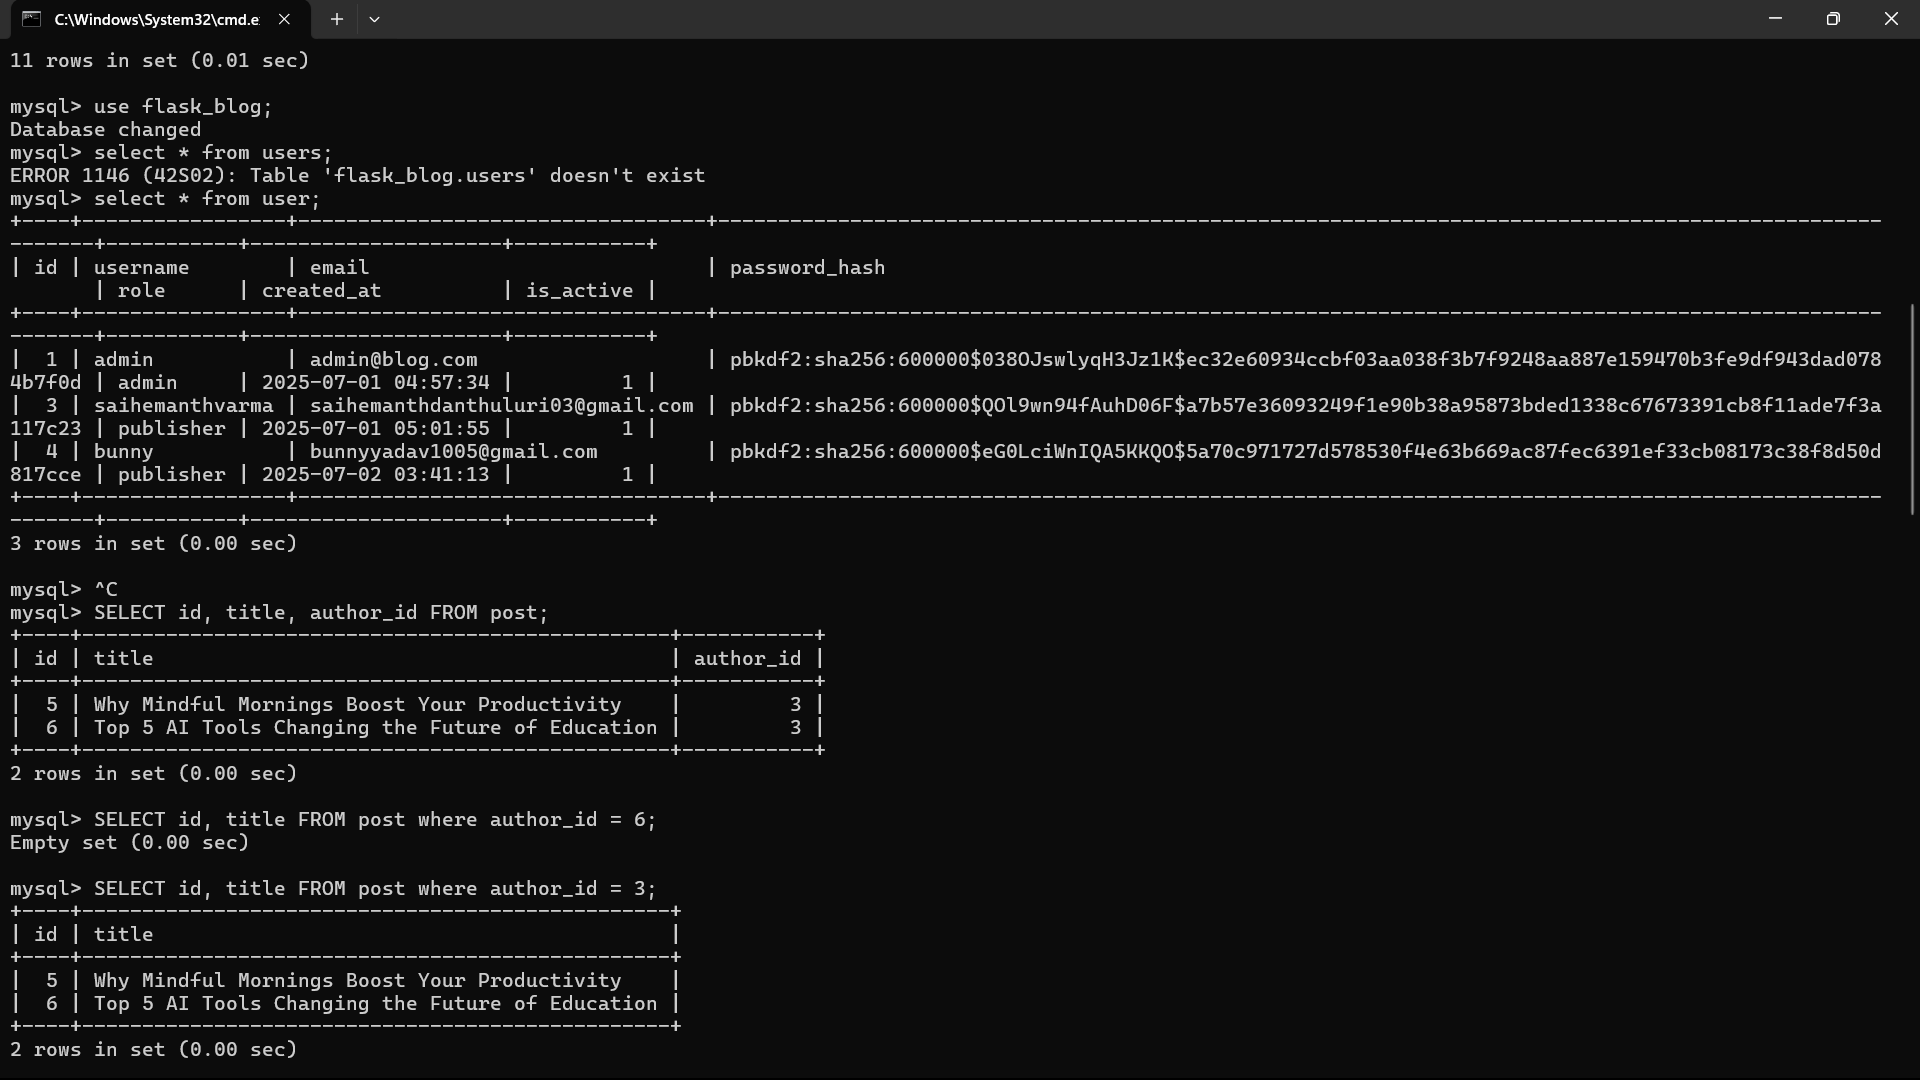 C:\Windows\System32\cmd.e
11 rows in set (0.01 sec)

mysql> use flask_blog;
Database changed
mysql> select * from users;
ERROR 1146 (42S02): Table 'flask_blog.users' doesn't exist
mysql> select * from user;
+----+-----------------+----------------------------------+-------------------------------------------------------------------------------------------------
-------+-----------+---------------------+-----------+
| id | username        | email                            | password_hash
       | role      | created_at          | is_active |
+----+-----------------+----------------------------------+-------------------------------------------------------------------------------------------------
-------+-----------+---------------------+-----------+
|  1 | admin           | admin@blog.com                   | pbkdf2:sha256:600000$038OJswlyqH3Jz1K$ec32e60934ccbf03aa038f3b7f9248aa887e159470b3fe9df943dad078
4b7f0d | admin     | 2025-07-01 04:57:34 |         1 |
|  3 | saihemanthvarma | saihemanthdanthuluri03@gmail.com | pbkdf2:sha256:600000$QOl9wn94fAuhD06F$a7b57e36093249f1e90b38a95873bded1338c67673391cb8f11ade7f3a
117c23 | publisher | 2025-07-01 05:01:55 |         1 |
|  4 | bunny           | bunnyyadav1005@gmail.com         | pbkdf2:sha256:600000$eG0LciWnIQA5KKQO$5a70c971727d578530f4e63b669ac87fec6391ef33cb08173c38f8d50d
817cce | publisher | 2025-07-02 03:41:13 |         1 |
+----+-----------------+----------------------------------+-------------------------------------------------------------------------------------------------
-------+-----------+---------------------+-----------+
3 rows in set (0.00 sec)

mysql> ^C
mysql> SELECT id, title, author_id FROM post;
+----+-------------------------------------------------+-----------+
| id | title                                           | author_id |
+----+-------------------------------------------------+-----------+
|  5 | Why Mindful Mornings Boost Your Productivity    |         3 |
|  6 | Top 5 AI Tools Changing the Future of Education |         3 |
+----+-------------------------------------------------+-----------+
2 rows in set (0.00 sec)

mysql> SELECT id, title FROM post where author_id = 6;
Empty set (0.00 sec)

mysql> SELECT id, title FROM post where author_id = 3;
+----+-------------------------------------------------+
| id | title                                           |
+----+-------------------------------------------------+
|  5 | Why Mindful Mornings Boost Your Productivity    |
|  6 | Top 5 AI Tools Changing the Future of Education |
+----+-------------------------------------------------+
2 rows in set (0.00 sec)